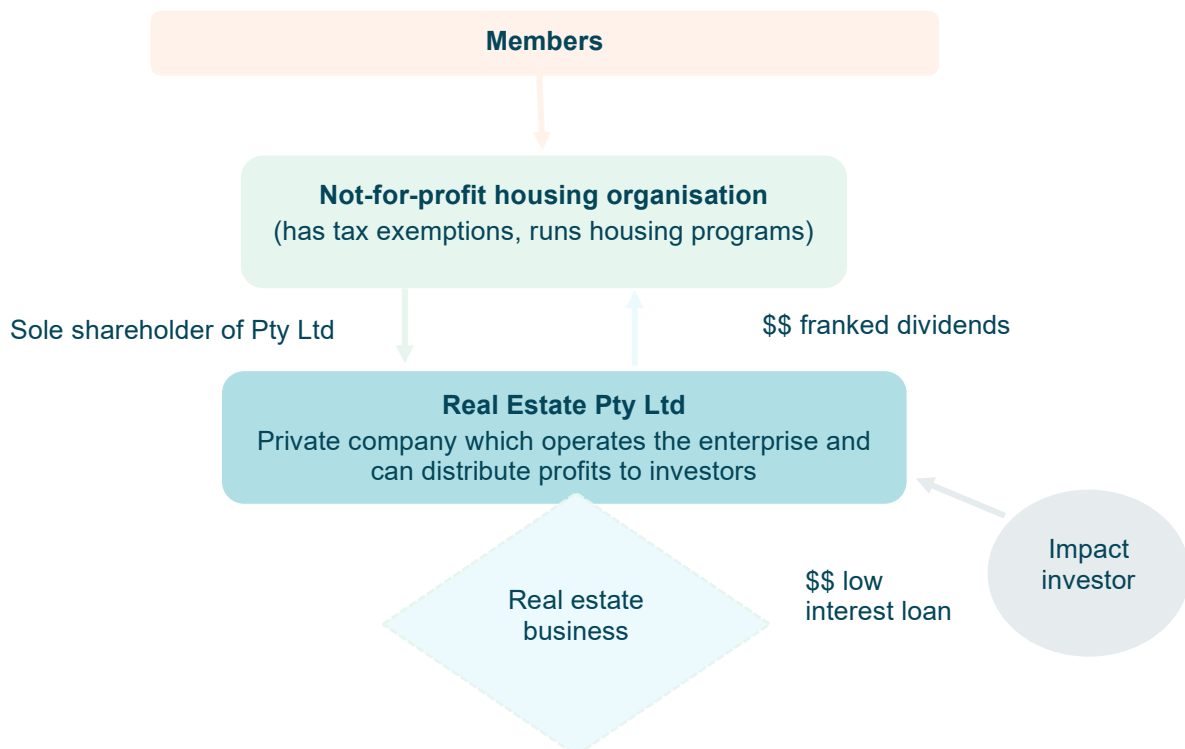 Members
Not-for-profit housing organisation
(has tax exemptions, runs housing programs)
Sole shareholder of Pty Ltd
$$ franked dividends
Real Estate Pty Ltd
Private company which operates the enterprise and
can distribute profits to investors
Real estate
business
$$ low
interest loan
Impact
investor